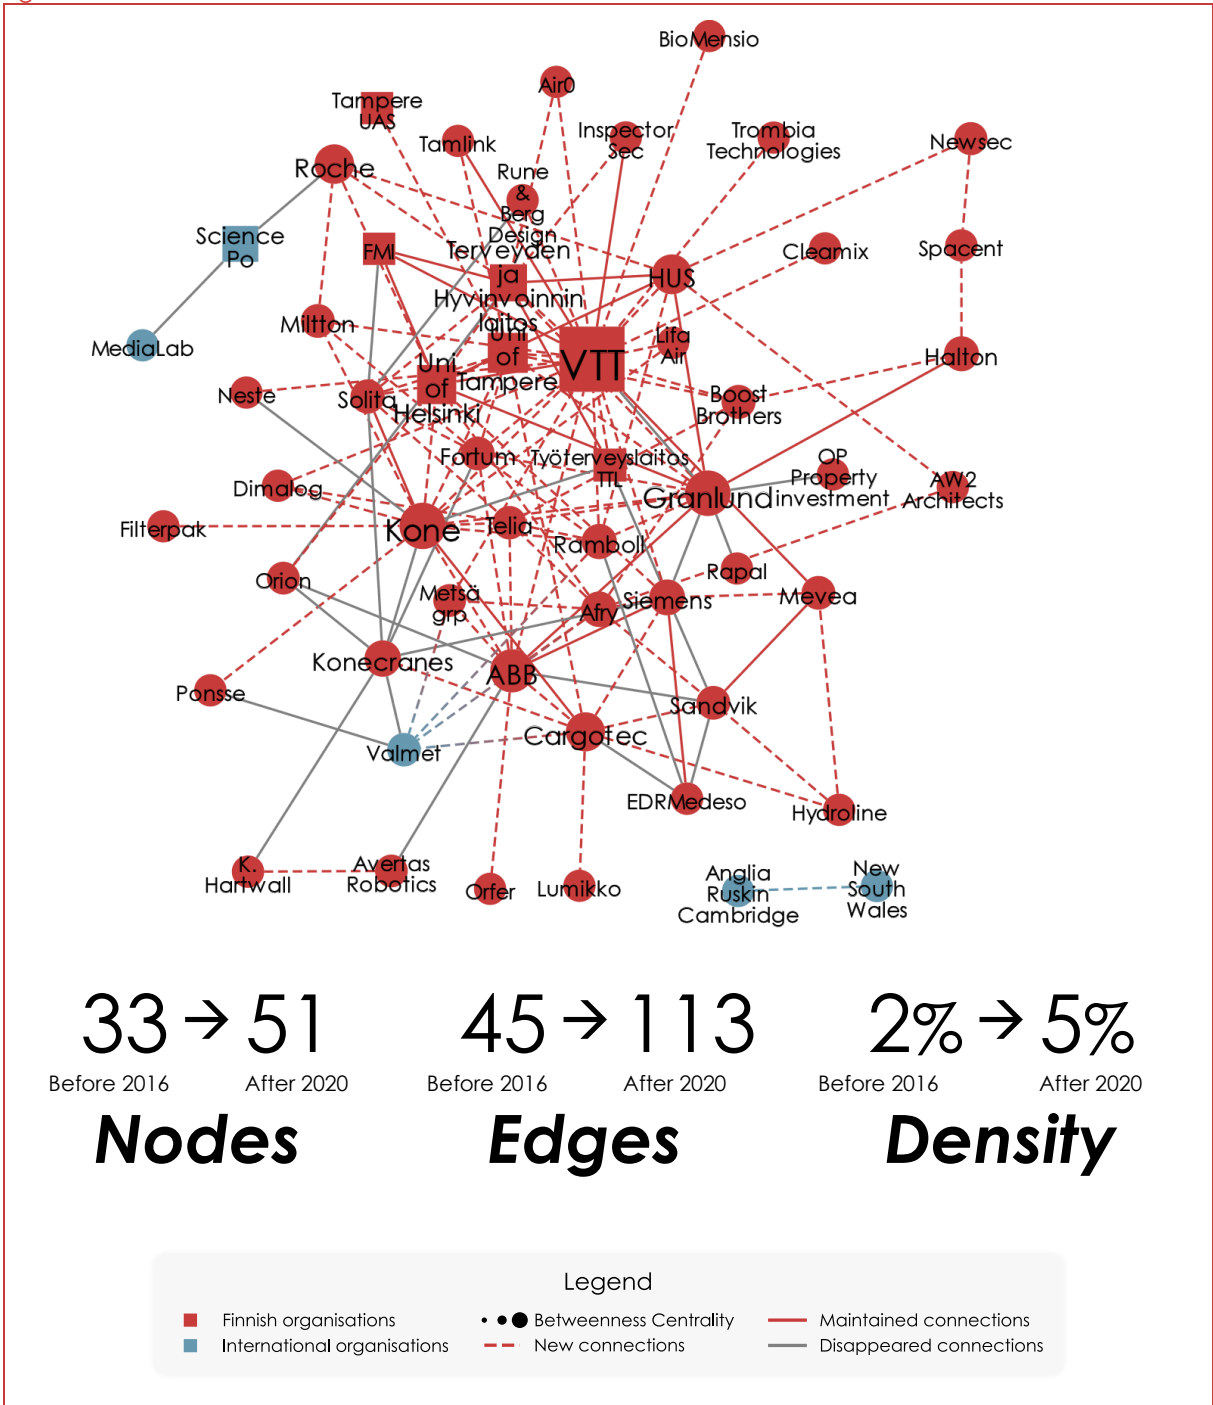 BioMensio
Air0
Tampere
UAS
Tamlink
Inspector
Sec
Trombia
Technologies
Newsec
Roche
Rune
&
Berg
Design
Science
Po
FMI
Terveyden
ja
Hyvinvoinnin
laitos
HUS
Cleamix
Spacent
MediaLab
Miltton
Uni
of
Tampere
VTT
Lifa
Air
Halton
Neste
Solita
Uni
of
Helsinki
Boost
Brothers
Fortum
Työterveyslaitos
TTL
OP
Property
investment
Dimalog
Granlund
AW2
Architects
Filterpak
Kone
Telia
Ramboll
Orion
Rapal
Metsä
grp
Afry
Siemens
Mevea
Konecranes
ABB
Ponsse
Sandvik
Valmet
Cargotec
EDRMedeso
Hydroline
K.
Hartwall
Avertas
Robotics
Orfer
Lumikko
Anglia
Ruskin
Cambridge
New
South
Wales
33 → 51
Before 2016 After 2020
Nodes
45 → 113
Before 2016 After 2020
Edges
2% → 5%
Before 2016 After 2020
Density
Legend
Finnish organisations
International organisations
Betweenness Centrality
New connections
Maintained connections
Disappeared connections